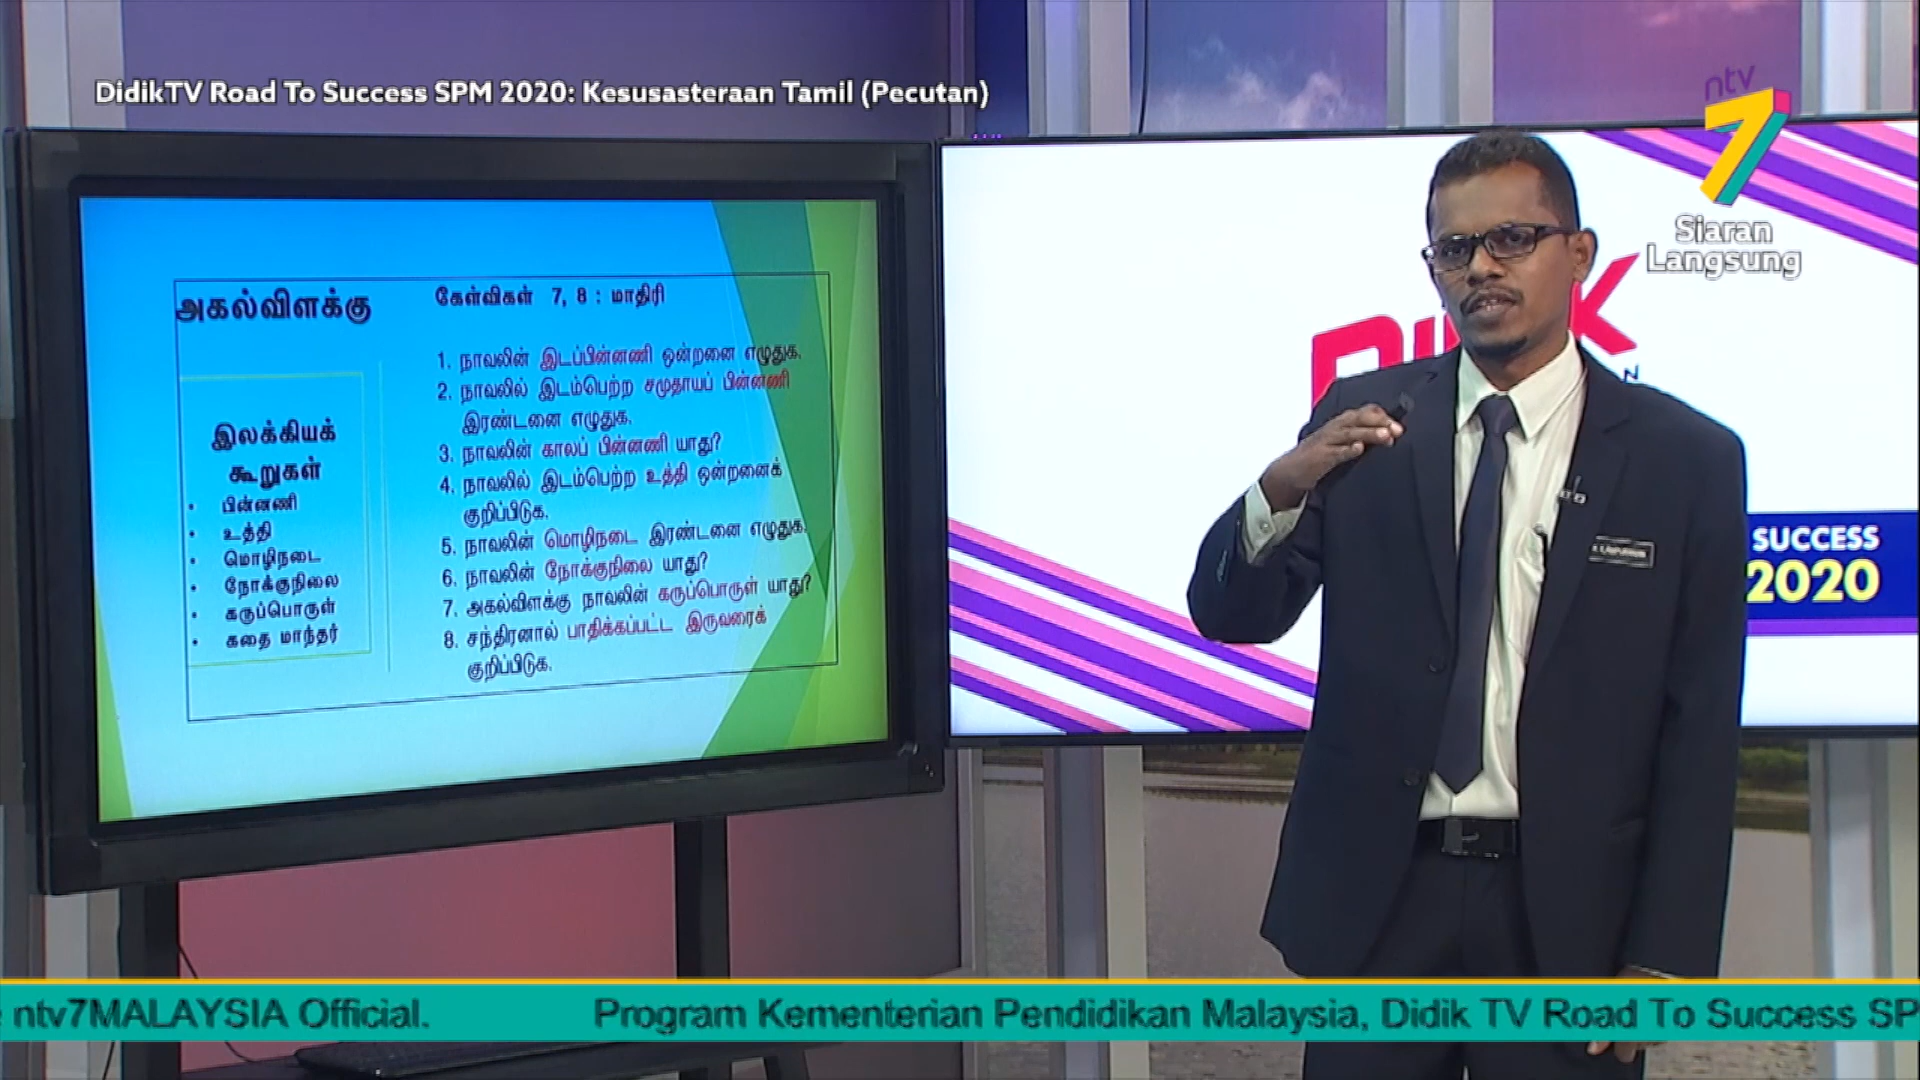 DidikTV Road To Success SPM 2020: Kesusasteraan Tamil (Pecutan)
ntv
7
Siaran
Langsung
அகல்விளக்கு
கேள்விகள் 7, 8 : மாதிரி
இலக்கியக்
கூறுகள்
• பின்னணி
• உத்தி
• மொழிநடை
• நோக்குநிலை
• கருப்பொருள்
• கதை மாந்தர்
1. நாவலின் இடப்பின்னணி ஒன்றனை எழுதுக.
2. நாவலில் இடம்பெற்ற சமுதாயப் பின்னணி
இரண்டனை எழுதுக.
3. நாவலின் காலப் பின்னணி யாது?
4. நாவலில் இடம்பெற்ற உத்தி ஒன்றனைக்
குறிப்பிடுக.
5. நாவலின் மொழிநடை இரண்டனை எழுதுக.
6. நாவலின் நோக்குநிலை யாது?
7. அகல்விளக்கு நாவலின் கருப்பொருள் யாது?
8. சந்திரனால் பாதிக்கப்பட்ட இருவரைக்
குறிப்பிடுக.
SUCCESS
2020
ntv7MALAYSIA Official.
Program Kementerian Pendidikan Malaysia, Didik TV Road To Success SP